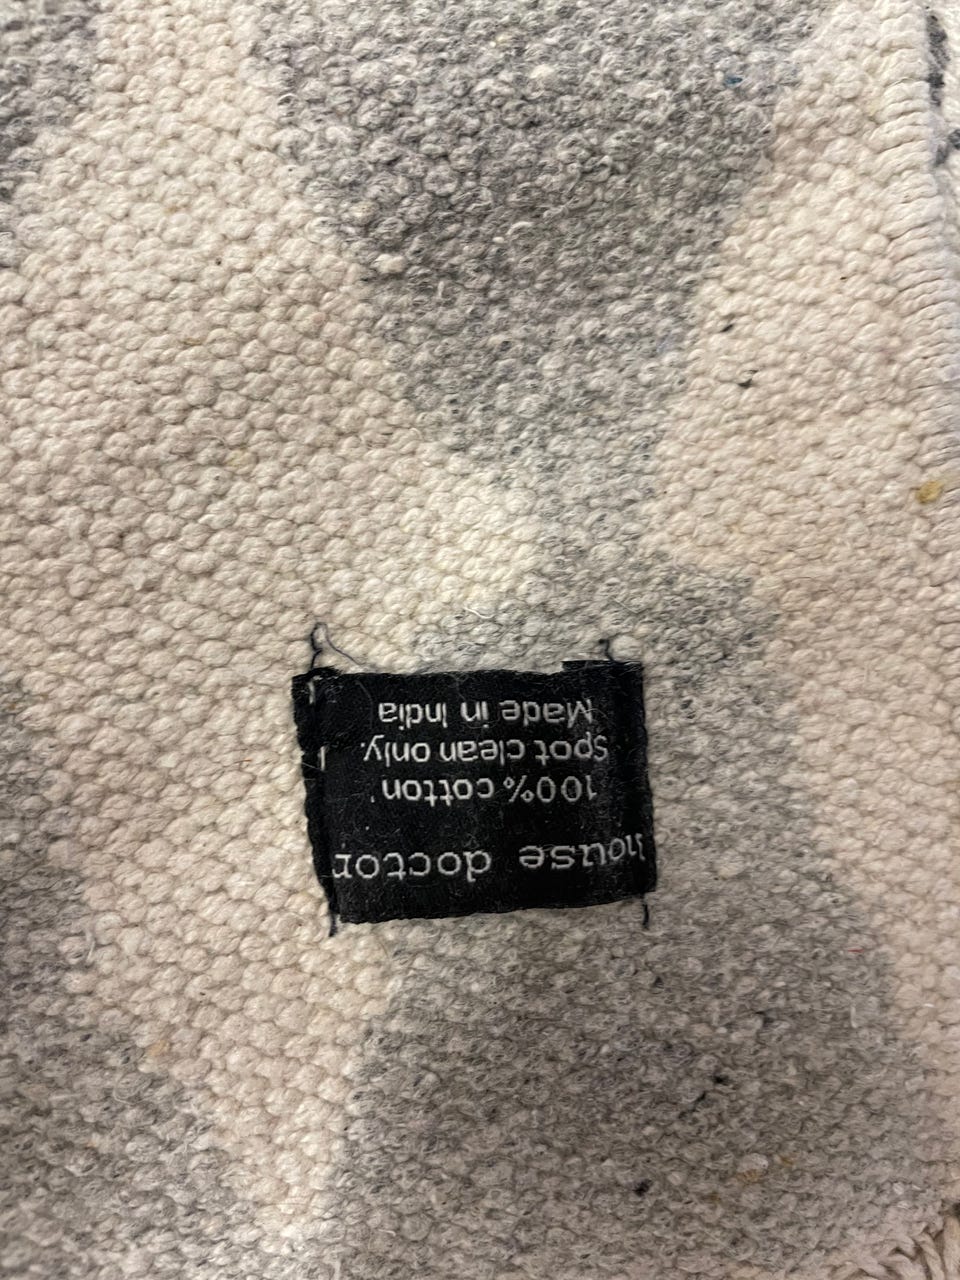 house doctor
100% cotton
Spot clean only.
Made in India